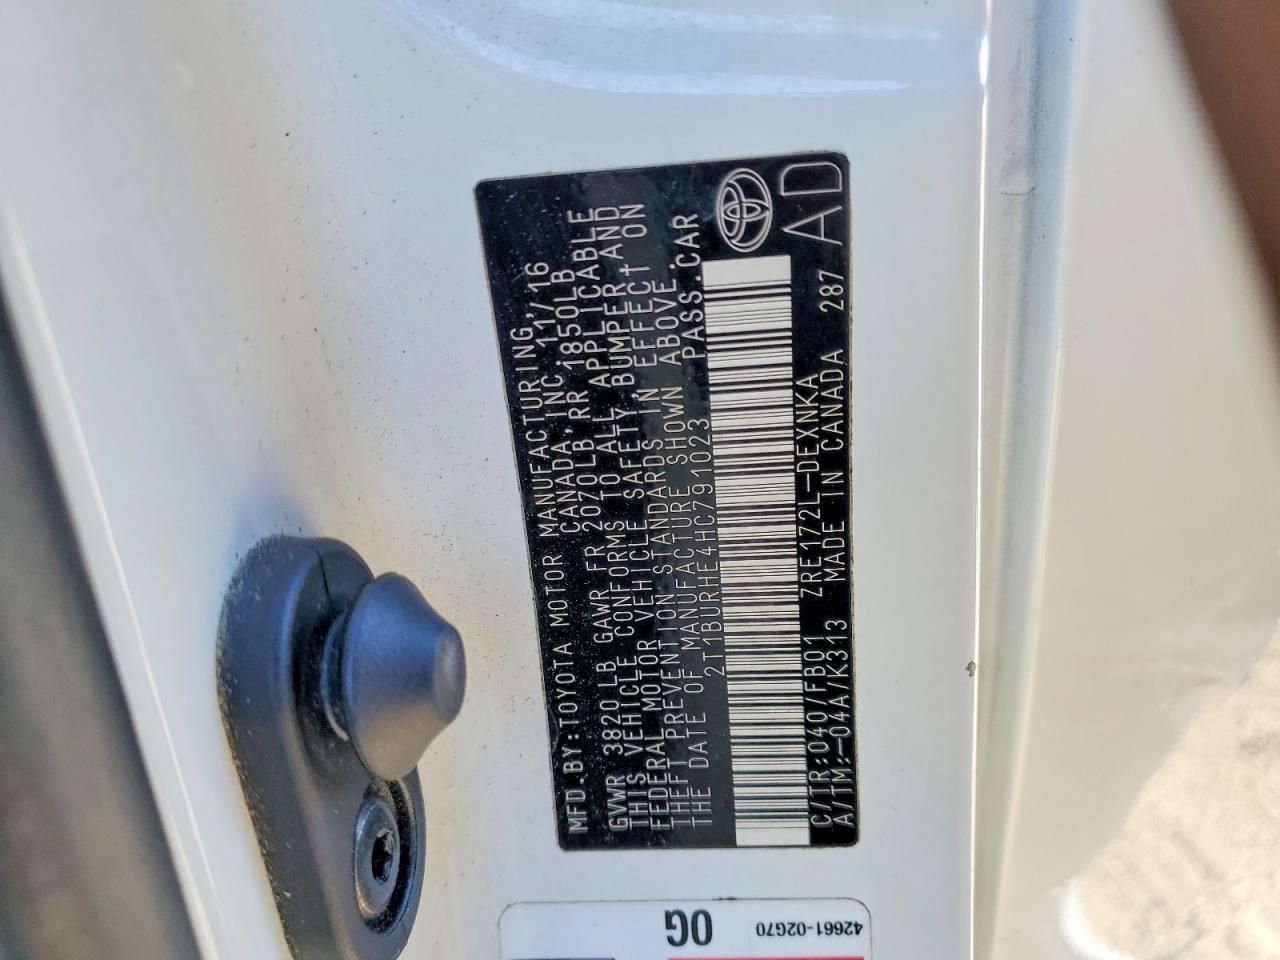 MFD.BY:TOYOTA MOTOR MANUFACTURING,
CANADA,INC. 11/16
GVWR 3820LB GAWR FR 2020LB,RR 1850LB
THIS VEHICLE CONFORMS TO ALL APPLICABLE
FEDERAL MOTOR VEHICLE SAFETY BUMPER,AND
THEFT PREVENTION STANDARDS IN EFFECT ON
THE DATE OF MANUFACTURE SHOWN ABOVE.
2T1BURHE4HC791023 PASS.CAR
C/TR:040/FB01 ZRE172L-DEXNKA AD
A/TM:-04A/K313 MADE IN CANADA 287
0G
42661-02G70